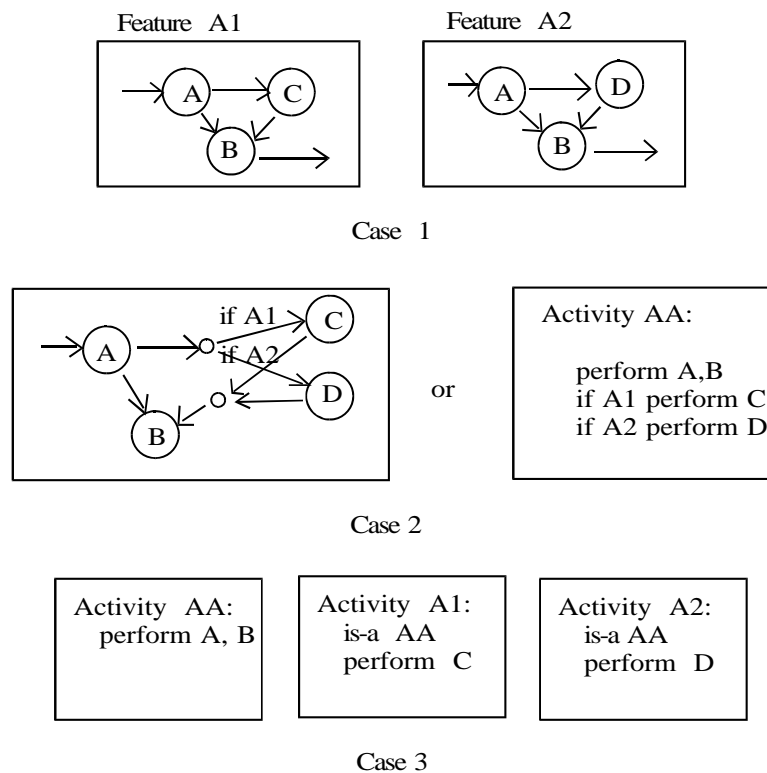 Feature A1
Feature A2
A
C
B
A
D
B
Case 1
A
if A1
if A2
C
D
B
or
Activity AA:
perform A,B
if A1 perform C
if A2 perform D
Case 2
Activity AA:
perform A, B
Activity A1:
is-a AA
perform C
Activity A2:
is-a AA
perform D
Case 3